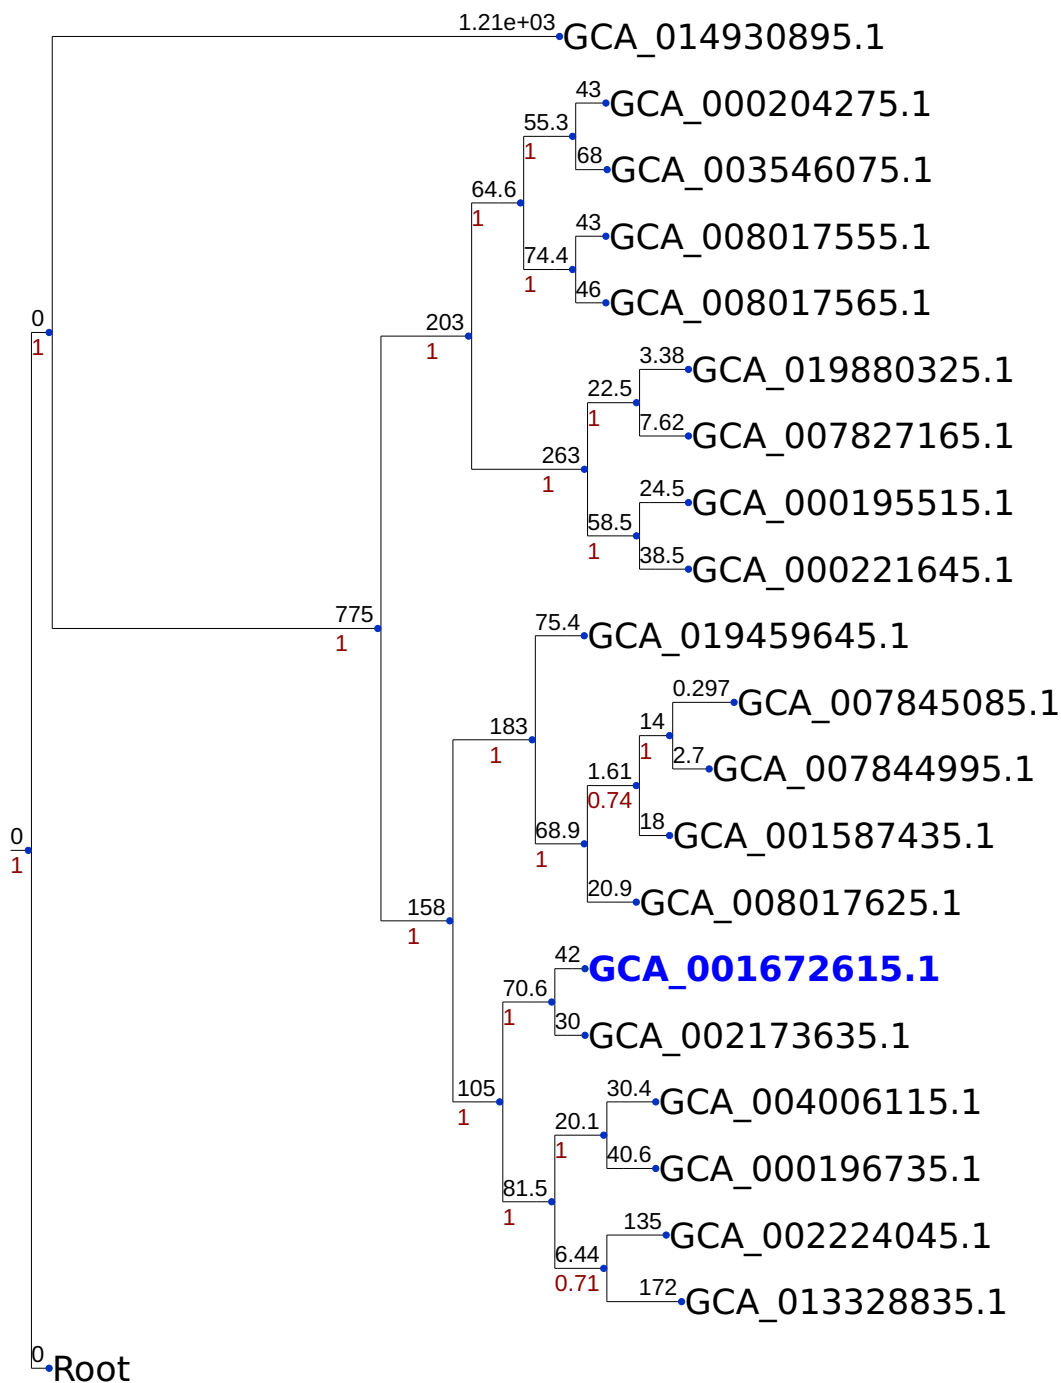 1.21e+03 GCA_014930895.1
43 GCA_000204275.1
55.3
1
68 GCA_003546075.1
64.6
1
43 GCA_008017555.1
74.4
1
46 GCA_008017565.1
0
1
203
1
3.38 GCA_019880325.1
22.5
1
7.62 GCA_007827165.1
263
1
24.5 GCA_000195515.1
58.5
1
38.5 GCA_000221645.1
775
1
75.4 GCA_019459645.1
0.297 GCA_007845085.1
183
1
14
1
2.7 GCA_007844995.1
1.61
0.74
18 GCA_001587435.1
68.9
1
20.9 GCA_008017625.1
0
1
158
1
42 GCA_001672615.1
70.6
1
30 GCA_002173635.1
105
1
30.4 GCA_004006115.1
20.1
1
40.6 GCA_000196735.1
81.5
1
135 GCA_002224045.1
6.44
0.71
172 GCA_013328835.1
0 Root